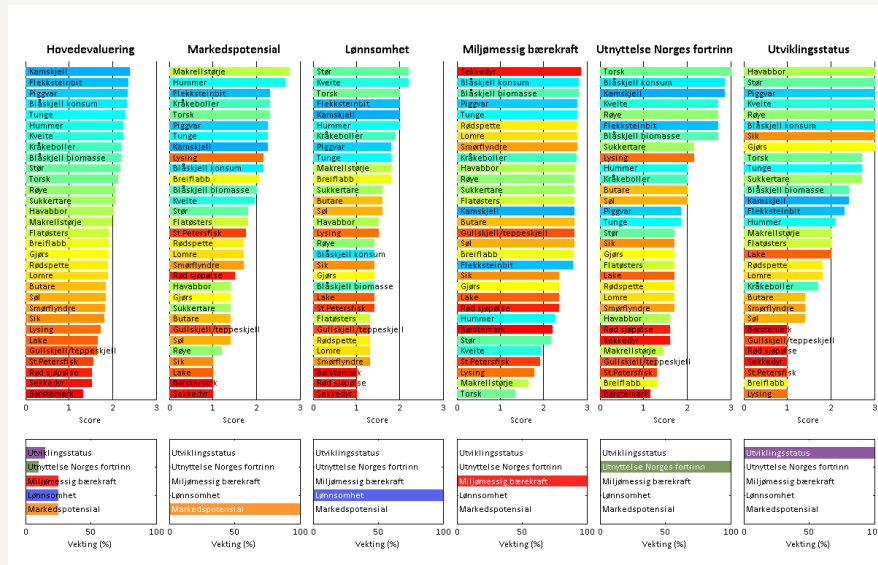 Hovedevaluering
Kamskjell
Flekksteinbit
Piggvar
Blåskjell konsum
Tunge
Hummer
Kveite
Kråkeboller
Blåskjell biomasse
Stør
Torsk
Røye
Sukkertare
Havabbor
Makrellstørje
Flatøsters
Breiflabb
Gjørs
Rødspette
Lomre
Butare
Søl
Smørflyndre
Sik
Lysing
Lake
Gullskjell/teppeskjell
St.Petersfisk
Rød sjøpølse
Sekkedyr
Børstemark
0 1 2 3
Score
Markedspotensial
Makrellstørje
Hummer
Flekksteinbit
Kråkeboller
Torsk
Piggvar
Tunge
Kamskjell
Lysing
Blåskjell konsum
Breiflabb
Blåskjell biomasse
Kveite
Stør
Flatøsters
St.Petersfisk
Rødspette
Lomre
Smørflyndre
Rød sjøpølse
Havabbor
Gjørs
Sukkertare
Butare
Gullskjell/teppeskjell
Søl
Røye
Sik
Lake
Børstemark
Sekkedyr
0 1 2 3
Score
Lønnsomhet
Stør
Kveite
Torsk
Flekksteinbit
Kamskjell
Hummer
Kråkeboller
Piggvar
Tunge
Makrellstørje
Breiflabb
Sukkertare
Butare
Søl
Havabbor
Lysing
Røye
Blåskjell konsum
Sik
Gjørs
Blåskjell biomasse
Lake
St.Petersfisk
Flatøsters
Gullskjell/teppeskjell
Rødspette
Lomre
Smørflyndre
Børstemark
Rød sjøpølse
Sekkedyr
0 1 2 3
Score
Miljømessig bærekraft
Sekkedyr
Blåskjell konsum
Blåskjell biomasse
Piggvar
Tunge
Rødspette
Lomre
Smørflyndre
Kråkeboller
Havabbor
Røye
Sukkertare
Flatøsters
Kamskjell
Butare
Gullskjell/teppeskjell
Søl
Breiflabb
Flekksteinbit
Sik
Gjørs
Lake
Rød sjøpølse
Hummer
Børstemark
Stør
Kveite
St.Petersfisk
Lysing
Makrellstørje
Torsk
0 1 2 3
Score
Utnyttelse Norges fortrinn
Torsk
Blåskjell konsum
Kamskjell
Kveite
Røye
Flekksteinbit
Blåskjell biomasse
Sukkertare
Lysing
Hummer
Kråkeboller
Butare
Søl
Piggvar
Tunge
Stør
Sik
Gjørs
Flatøsters
Lake
Rødspette
Lomre
Smørflyndre
Havabbor
Rød sjøpølse
Sekkedyr
Makrellstørje
Gullskjell/teppeskjell
St.Petersfisk
Breiflabb
Børstemark
0 1 2 3
Score
Utviklingsstatus
Havabbor
Stør
Piggvar
Kveite
Røye
Blåskjell konsum
Sik
Gjørs
Torsk
Tunge
Sukkertare
Blåskjell biomasse
Kamskjell
Flekksteinbit
Hummer
Makrellstørje
Flatøsters
Lake
Rødspette
Lomre
Kråkeboller
Butare
Smørflyndre
Søl
Børstemark
Gullskjell/teppeskjell
Rød sjøpølse
Sekkedyr
St.Petersfisk
Breiflabb
Lysing
0 1 2 3
Score
Utviklingsstatus
Utnyttelse Norges fortrinn
Miljømessig bærekraft
Lønnsomhet
Markedspotensial
0 50 100
Vekting (%)
Utviklingsstatus
Utnyttelse Norges fortrinn
Miljømessig bærekraft
Lønnsomhet
Markedspotensial
0 50 100
Vekting (%)
Utviklingsstatus
Utnyttelse Norges fortrinn
Miljømessig bærekraft
Lønnsomhet
Markedspotensial
0 50 100
Vekting (%)
Utviklingsstatus
Utnyttelse Norges fortrinn
Miljømessig bærekraft
Lønnsomhet
Markedspotensial
0 50 100
Vekting (%)
Utviklingsstatus
Utnyttelse Norges fortrinn
Miljømessig bærekraft
Lønnsomhet
Markedspotensial
0 50 100
Vekting (%)
Utviklingsstatus
Utnyttelse Norges fortrinn
Miljømessig bærekraft
Lønnsomhet
Markedspotensial
0 50 100
Vekting (%)